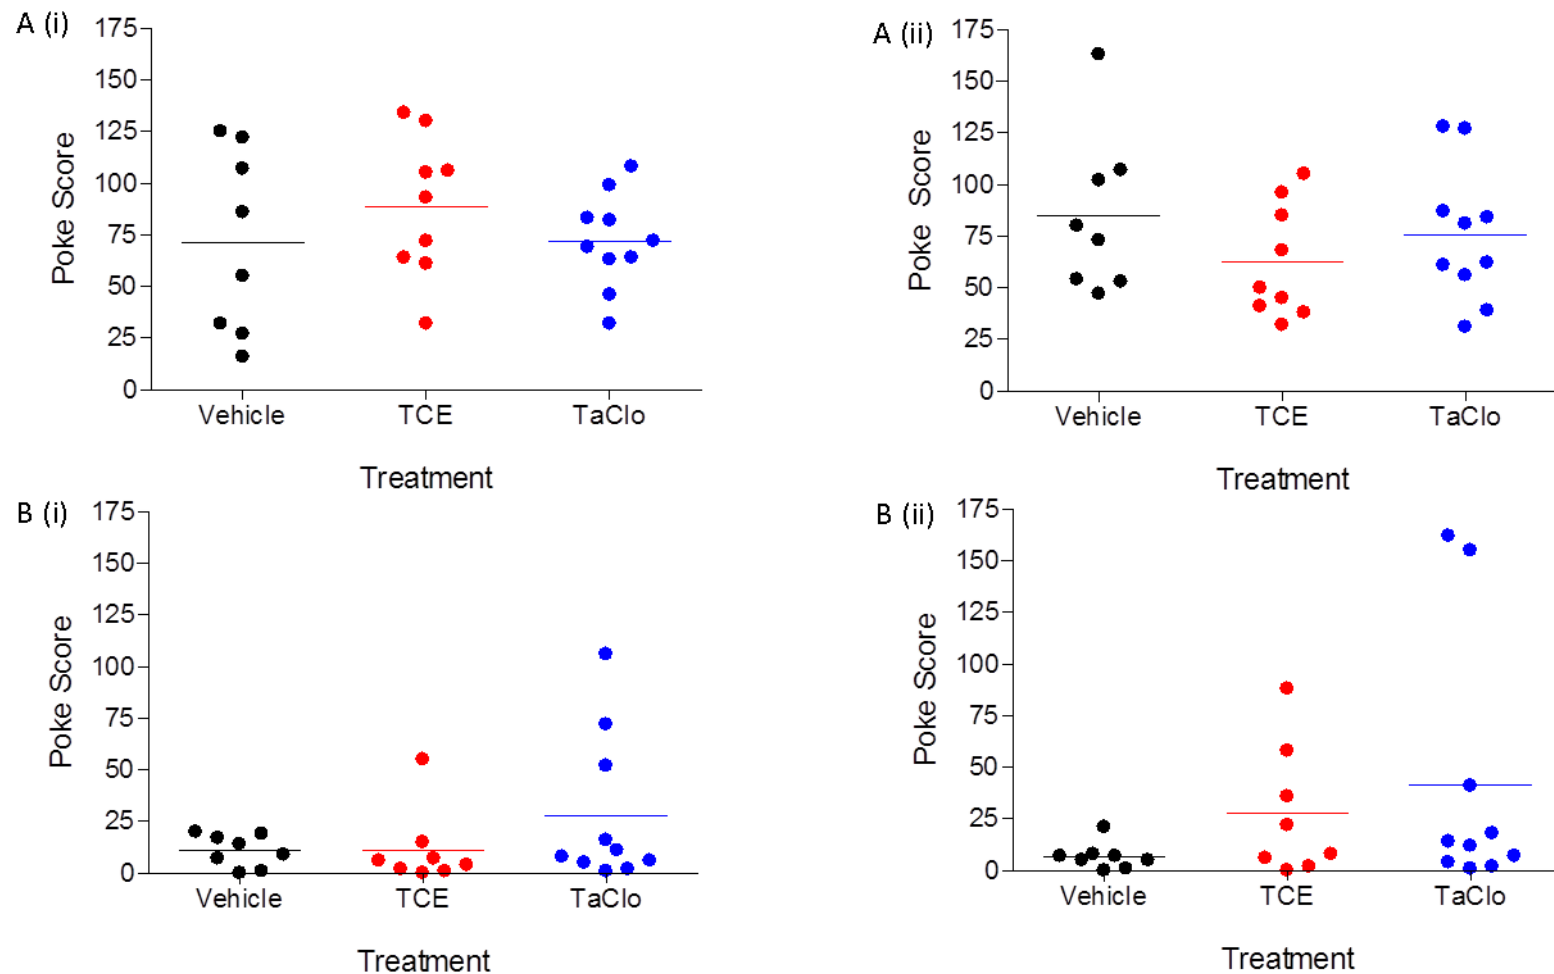 A (i)
175
150
125
100
75
50
25
0
Poke Score
Vehicle TCE TaClo
Treatment
A (ii)
175
150
125
100
75
50
25
0
Poke Score
Vehicle TCE TaClo
Treatment
B (i)
175
150
125
100
75
50
25
0
Poke Score
Vehicle TCE TaClo
Treatment
B (ii)
175
150
125
100
75
50
25
0
Poke Score
Vehicle TCE TaClo
Treatment